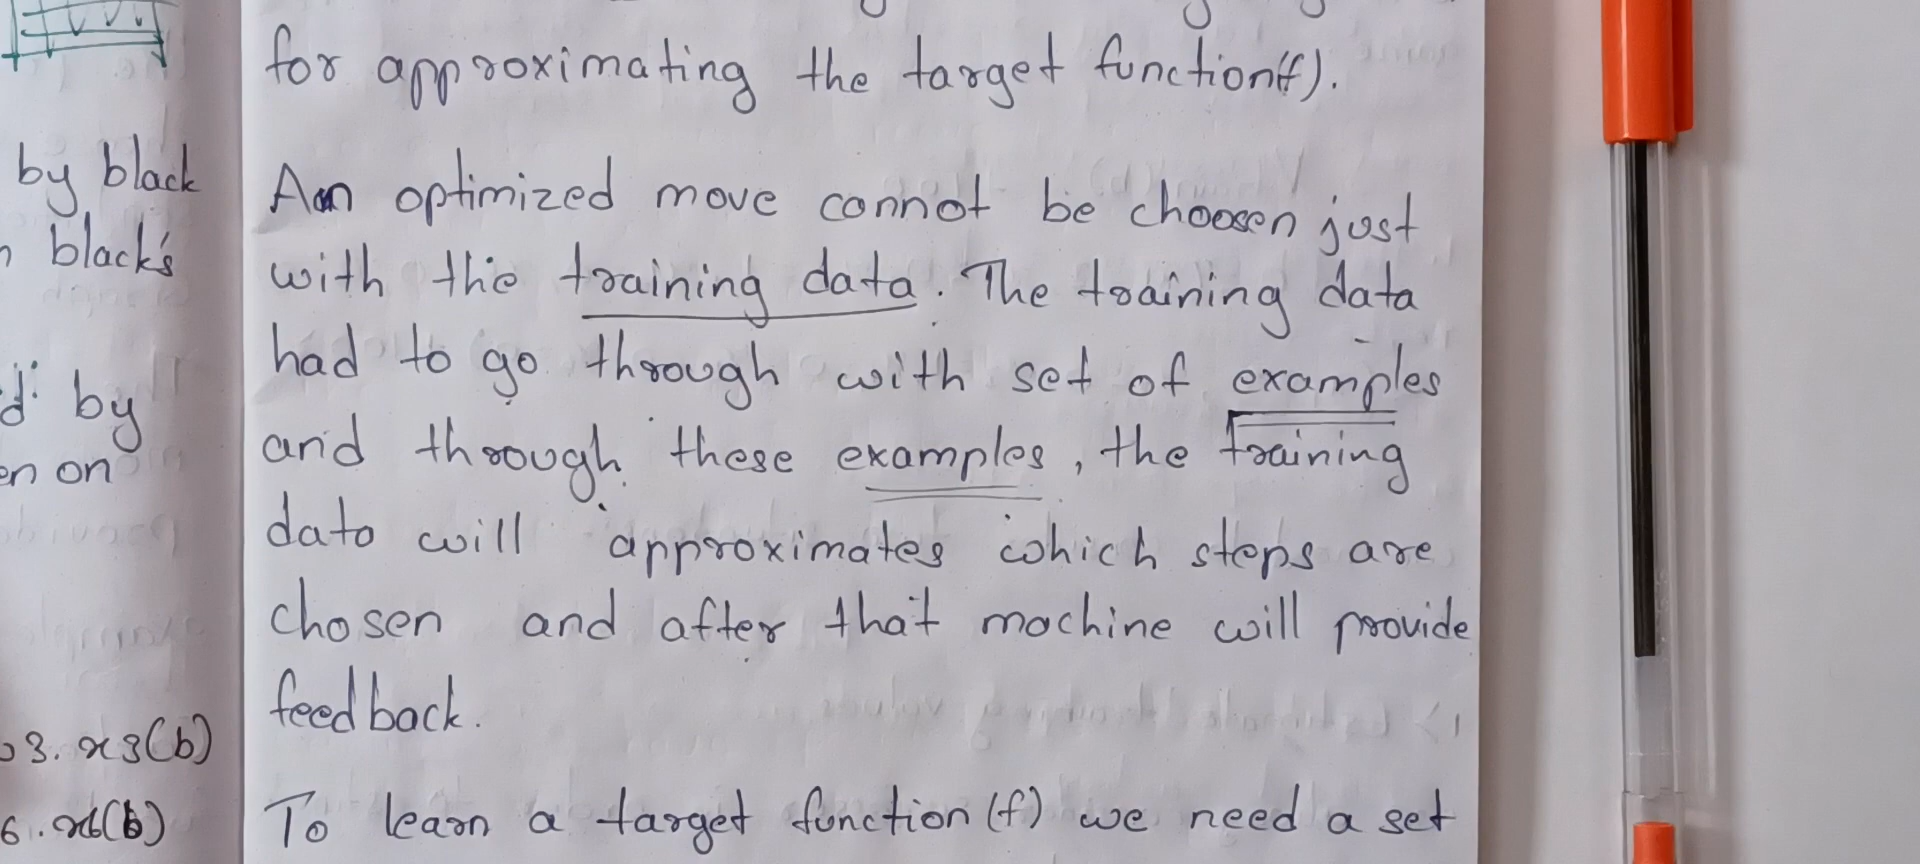 for approximating the target function(f).
by black
An optimized move cannot be choosen just
black's
with the training data. The training data
had to go through with set of examples
by
and through these examples, the training
on
data will approximates which steps are
chosen and after that machine will provide
feedback.
3. x3(b)
6. x6(b)
To learn a target function (f) we need a set